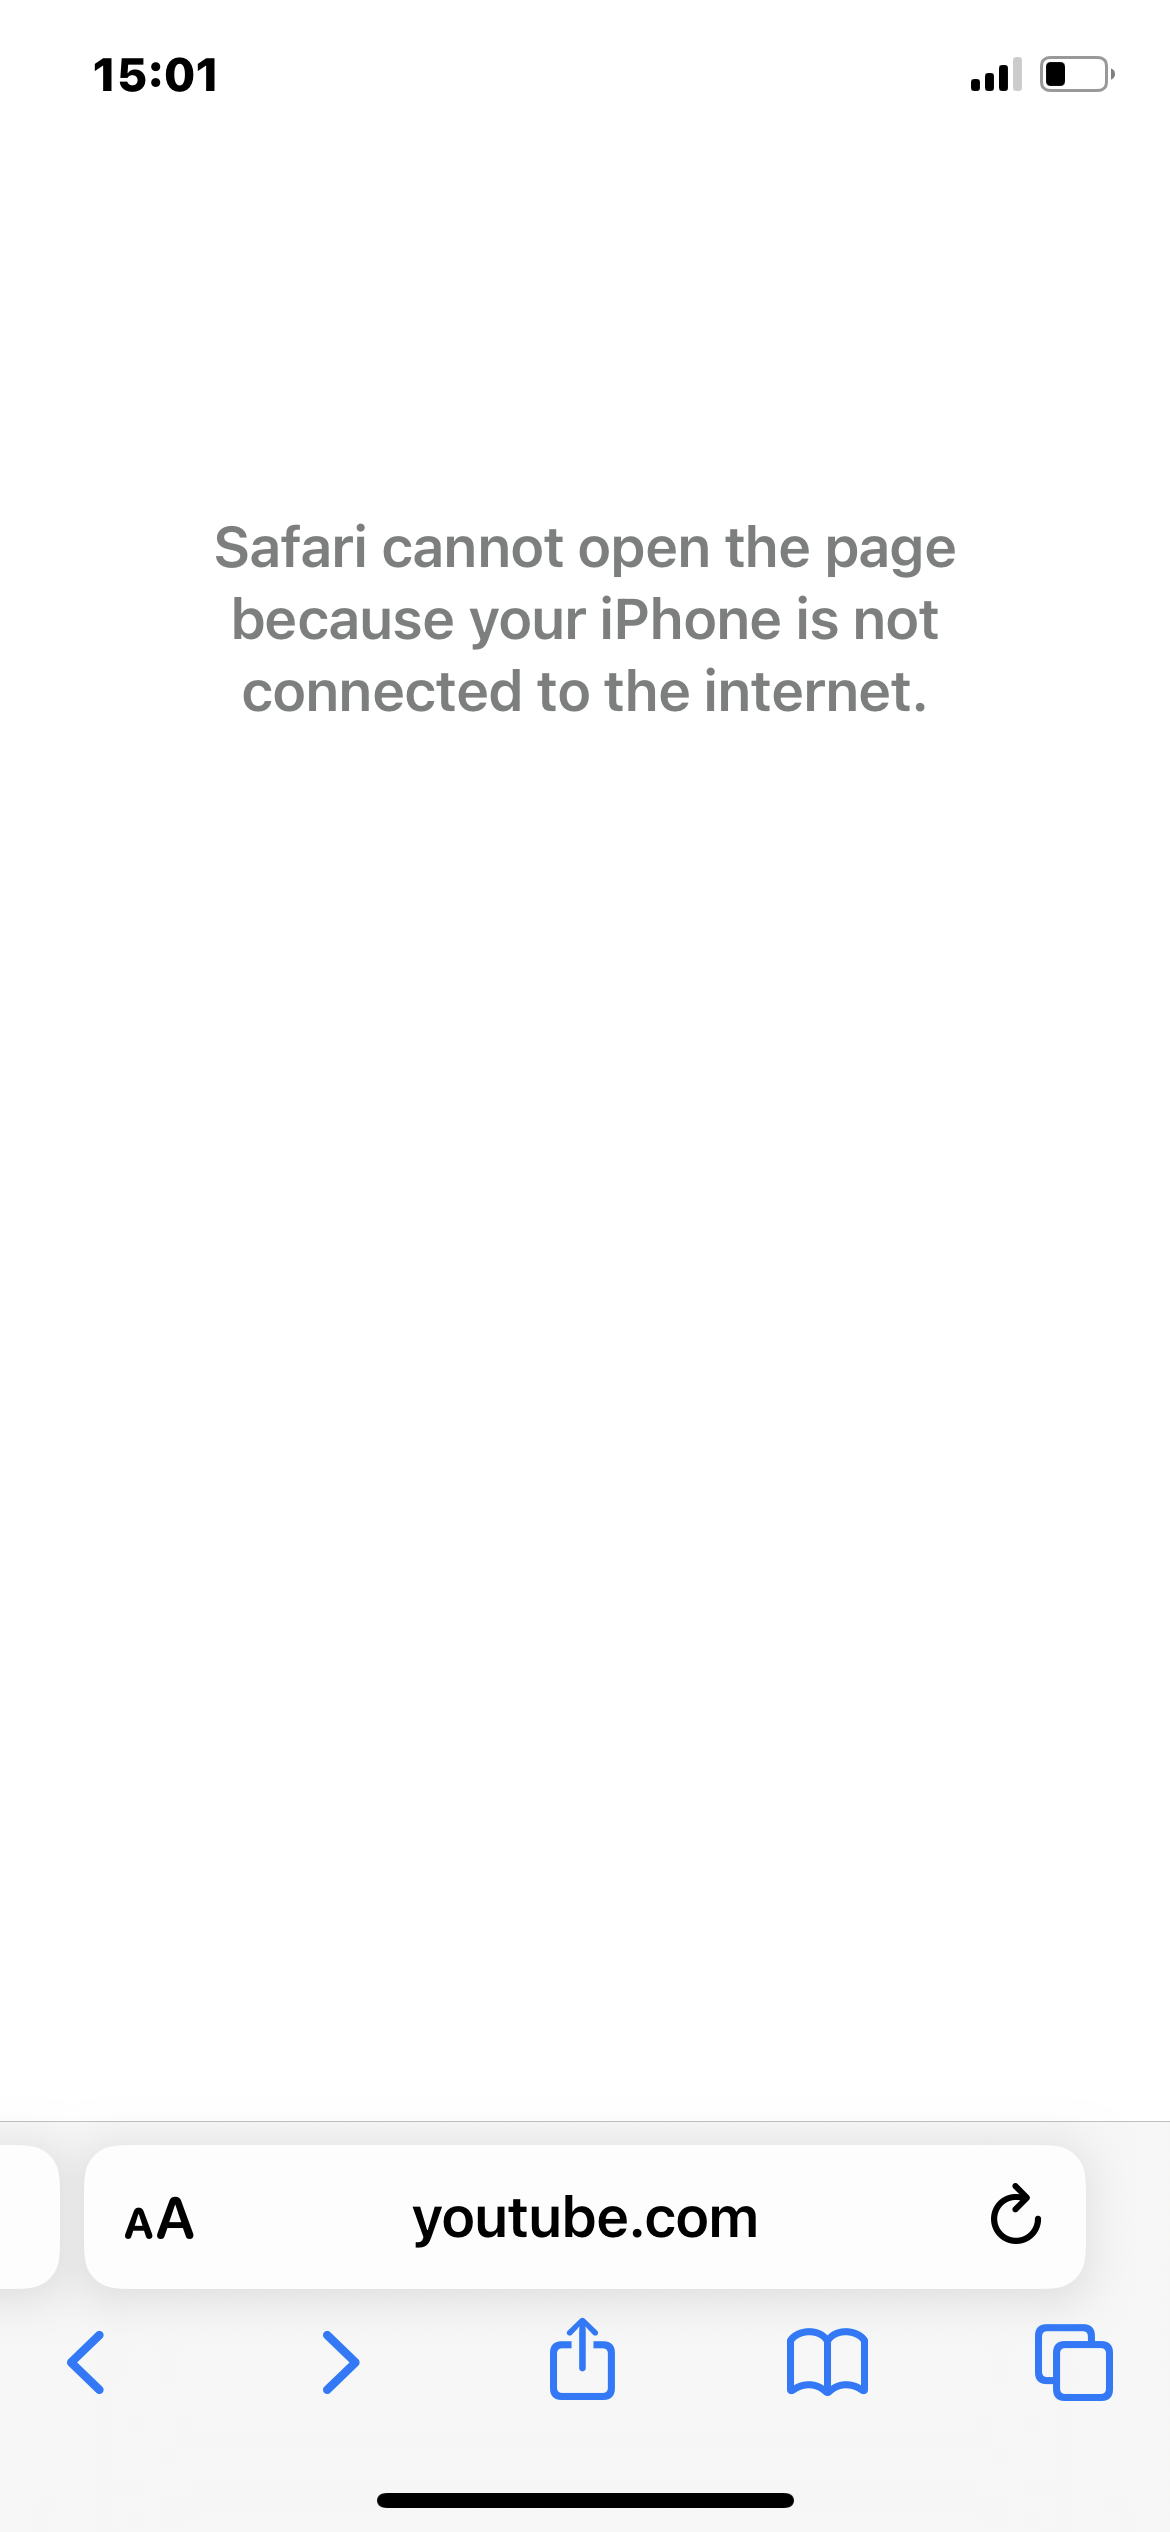 15:01
Safari cannot open the page
because your iPhone is not
connected to the internet.
AA youtube.com